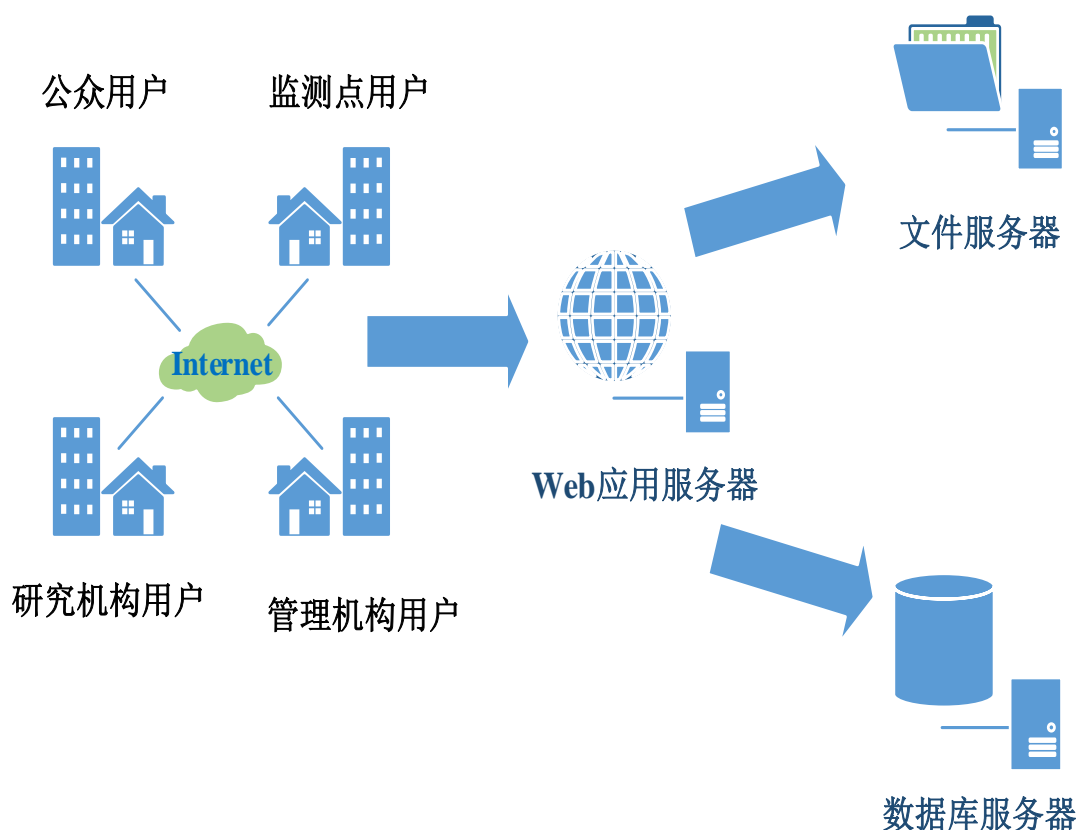 公众用户
监测点用户
Internet
研究机构用户
管理机构用户
Web应用服务器
文件服务器
数据库服务器